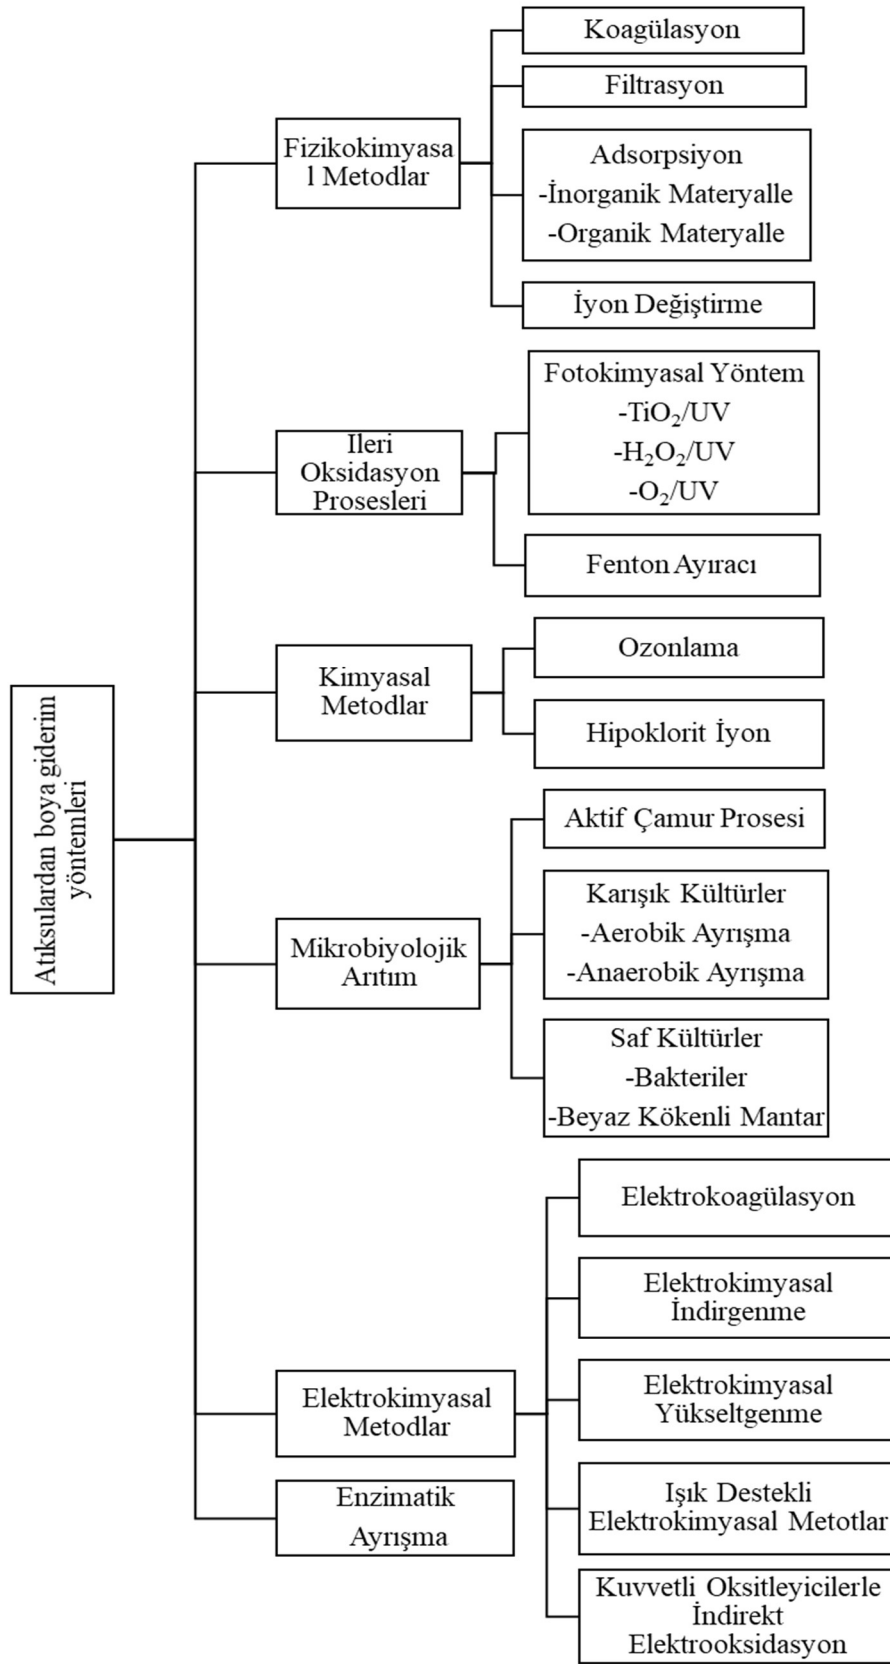 Atıksulardan boya giderim
yöntemleri
Fizikokimyasa
l Metodlar
Koagülasyon
Filtrasyon
Adsorpsiyon
-İnorganik Materyalle
-Organik Materyalle
İyon Değiştirme
Ileri
Oksidasyon
Prosesleri
Fotokimyasal Yöntem
-TiO₂/UV
-H₂O₂/UV
-O₂/UV
Fenton Ayıracı
Kimyasal
Metodlar
Ozonlama
Hipoklorit İyon
Mikrobiyolojik
Arıtım
Aktif Çamur Prosesi
Karışık Kültürler
-Aerobik Ayrışma
-Anaerobik Ayrışma
Saf Kültürler
-Bakteriler
-Beyaz Kökenli Mantar
Elektrokimyasal
Metodlar
Elektrokoagülasyon
Elektrokimyasal
İndirgenme
Elektrokimyasal
Yükseltgenme
Işık Destekli
Elektrokimyasal Metotlar
Kuvvetli Oksitleyicilerle
İndirekt
Elektrooksidasyon
Enzimatik
Ayrışma